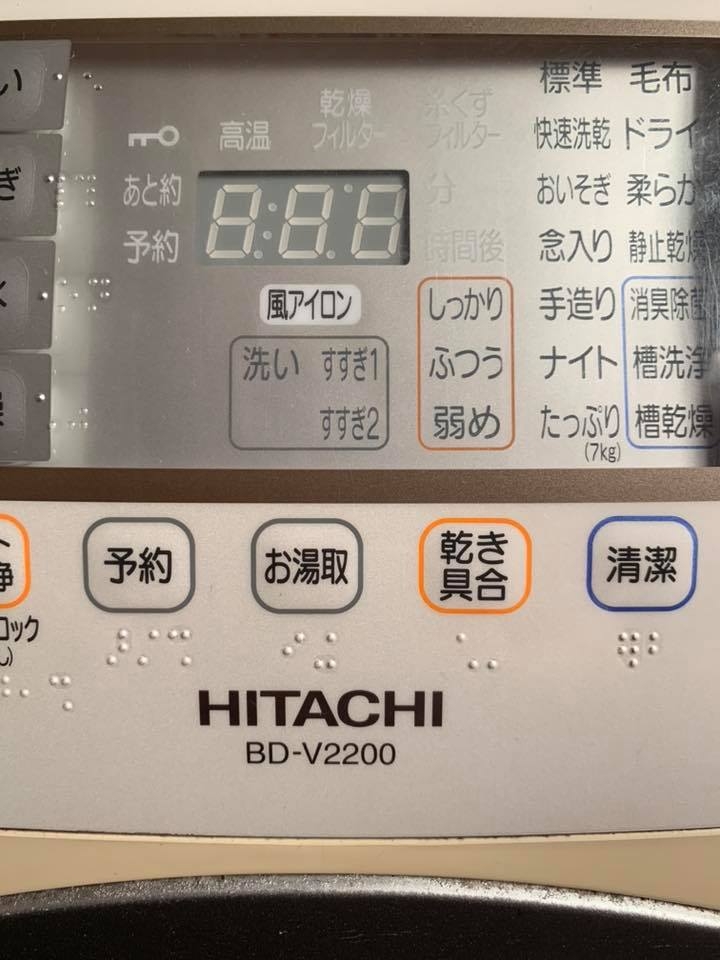 い
標準 毛布
乾燥
フィルター
糸くず
フィルター
高温
快速洗乾 ドライ
ぎ
あと約
分
おいそぎ 柔らか
予約
時間後
念入り 静止乾燥
風アイロン
しっかり
手造り 消臭除菌
洗い すすぎ1
ふつう
ナイト 槽洗浄
すすぎ2
弱め
たっぷり 槽乾燥
(7kg)
予約
お湯取
乾き
具合
清潔
浄
ロック
HITACHI
BD-V2200